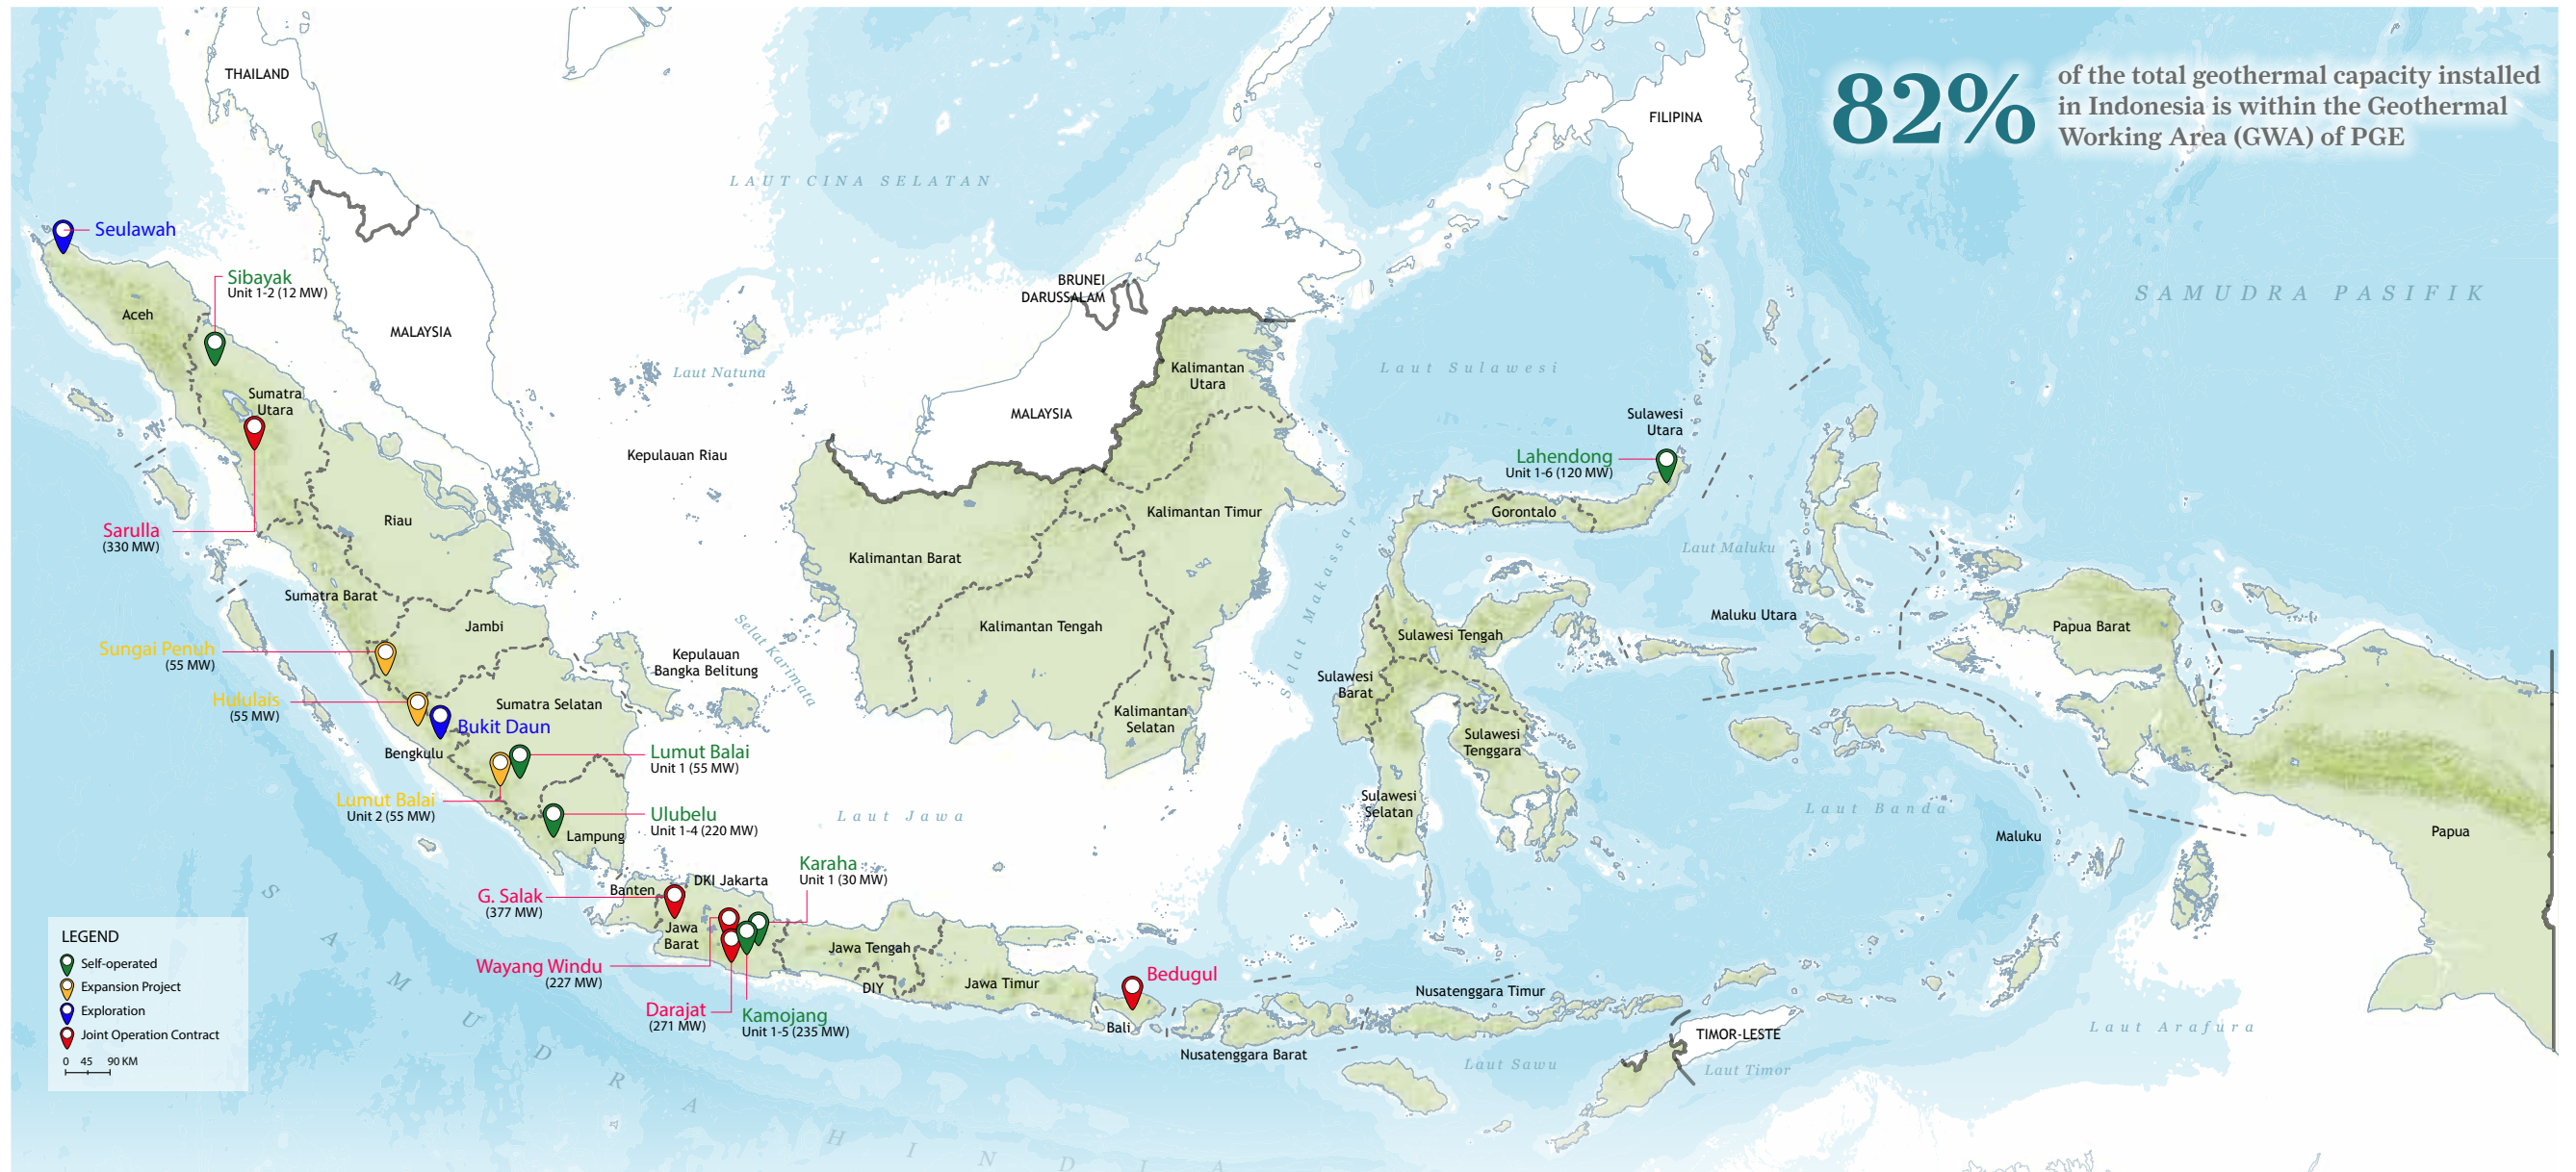 82%
of the total geothermal capacity installed
in Indonesia is within the Geothermal
Working Area (GWA) of PGE
THAILAND
FILIPINA
LAUT CINA SELATAN
Seulawah
Sibayak
Unit 1-2 (12 MW)
BRUNEI
DARUSSALAM
SAMUDRA PASIFIK
Aceh
MALAYSIA
Laut Natuna
Kalimantan
Utara
Laut Sulawesi
Sumatra
Utara
MALAYSIA
Sulawesi
Utara
Kepulauan Riau
Lahendong
Unit 1-6 (120 MW)
Sarulla
(330 MW)
Riau
Kalimantan Timur
Gorontalo
Kalimantan Barat
Laut Maluku
Selat Makassar
Sumatra Barat
Jambi
Kalimantan Tengah
Maluku Utara
Papua Barat
Sulawesi Tengah
Sungai Penuh
(55 MW)
Kepulauan
Bangka Belitung
Selat Karimata
Sulawesi
Barat
Hululais
(55 MW)
Sumatra Selatan
Bukit Daun
Kalimantan
Selatan
Sulawesi
Tenggara
Bengkulu
Lumut Balai
Unit 1 (55 MW)
Lumut Balai
Unit 2 (55 MW)
Sulawesi
Selatan
Laut Banda
Ulubelu
Unit 1-4 (220 MW)
Laut Jawa
Lampung
Maluku
Papua
Karaha
Unit 1 (30 MW)
Banten
DKI Jakarta
G. Salak
(377 MW)
Jawa
Barat
Jawa Tengah
Wayang Windu
(227 MW)
DIY
Jawa Timur
Bedugul
Nusatenggara Timur
Darajat
(271 MW)
Kamojang
Unit 1-5 (235 MW)
Bali
TIMOR-LESTE
Laut Arafura
Nusatenggara Barat
Laut Sawu
Laut Timor
SAMUDRA HINDIA
LEGEND
Self-operated
Expansion Project
Exploration
Joint Operation Contract
0 45 90 KM